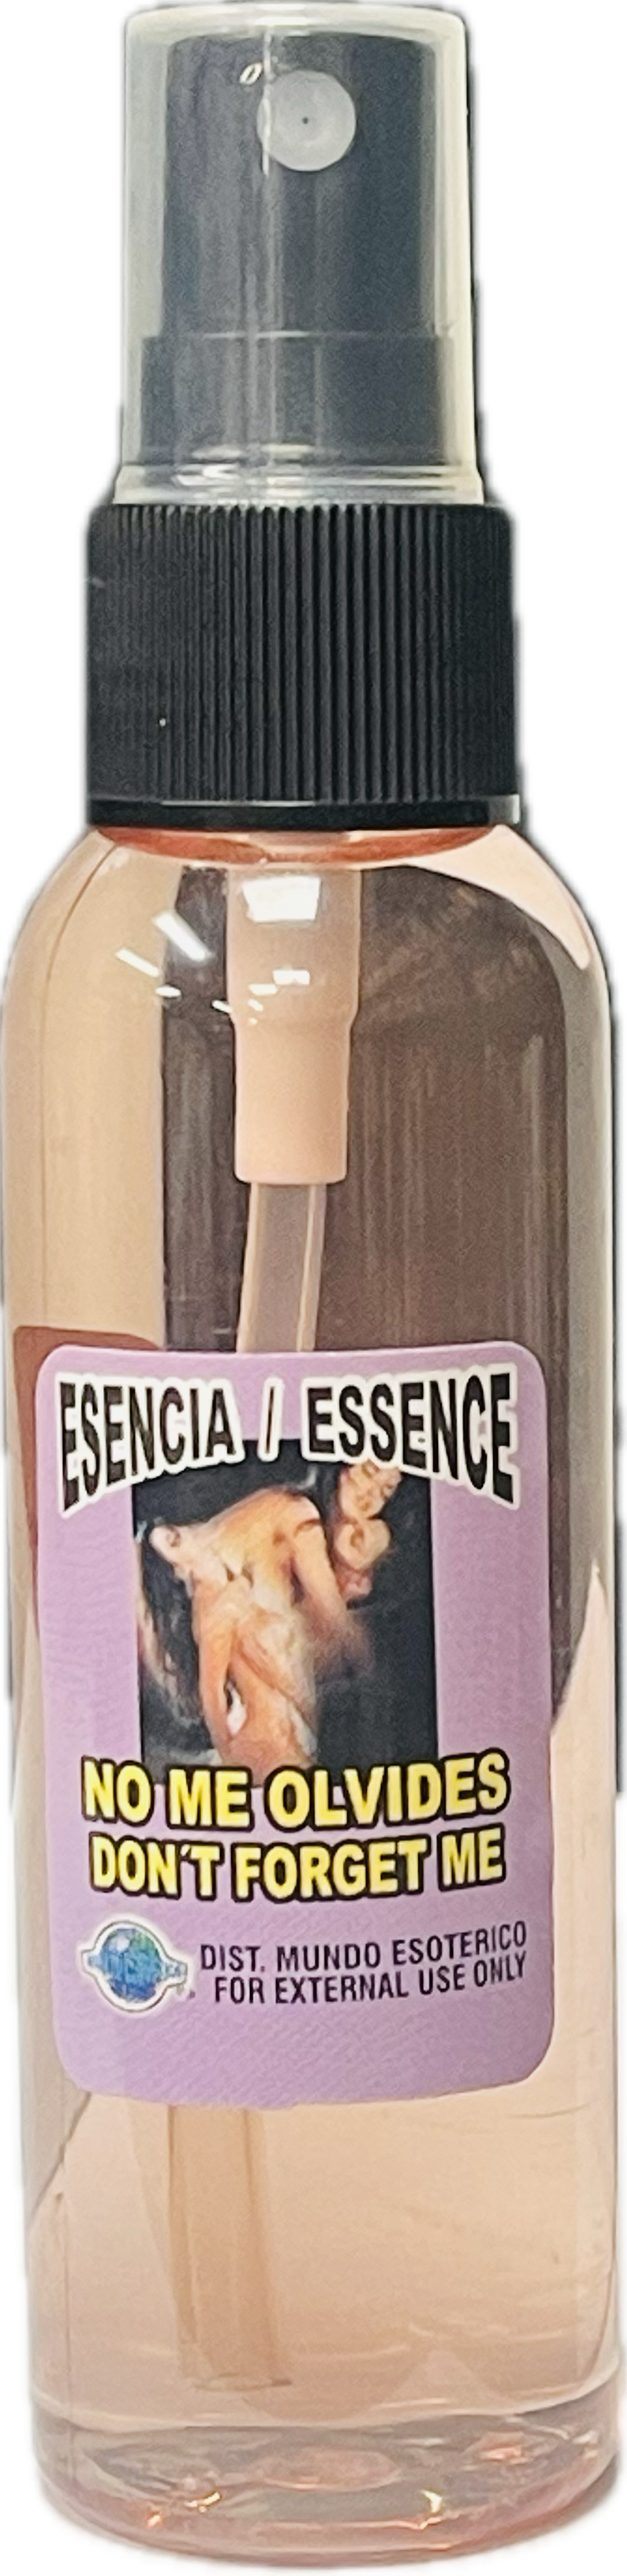 ESENCIA / ESSENCE
NO ME OLVIDES
DON'T FORGET ME
DIST. MUNDO ESOTERICO
FOR EXTERNAL USE ONLY